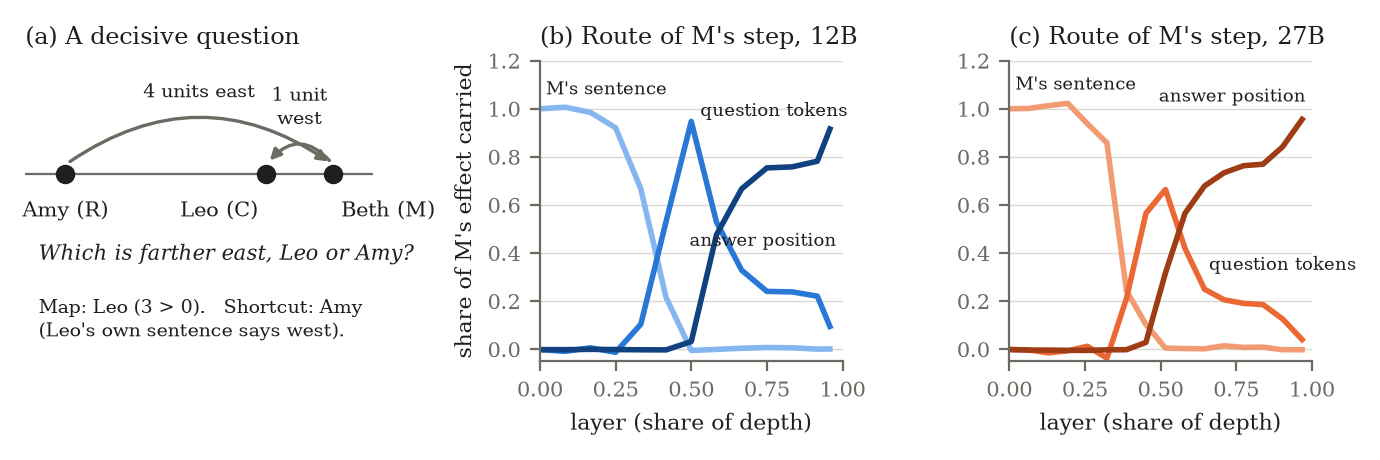 (a) A decisive question
4 units east
1 unit
west
Amy (R)
Leo (C)
Beth (M)
Which is farther east, Leo or Amy?
Map: Leo (3 > 0). Shortcut: Amy
(Leo's own sentence says west).
(b) Route of M's step, 12B
share of M's effect carried
1.2
1.0
0.8
0.6
0.4
0.2
0.0
M's sentence
question tokens
answer position
0.00
0.25
0.50
0.75
1.00
layer (share of depth)
(c) Route of M's step, 27B
1.2
1.0
0.8
0.6
0.4
0.2
0.0
M's sentence
answer position
question tokens
0.00
0.25
0.50
0.75
1.00
layer (share of depth)